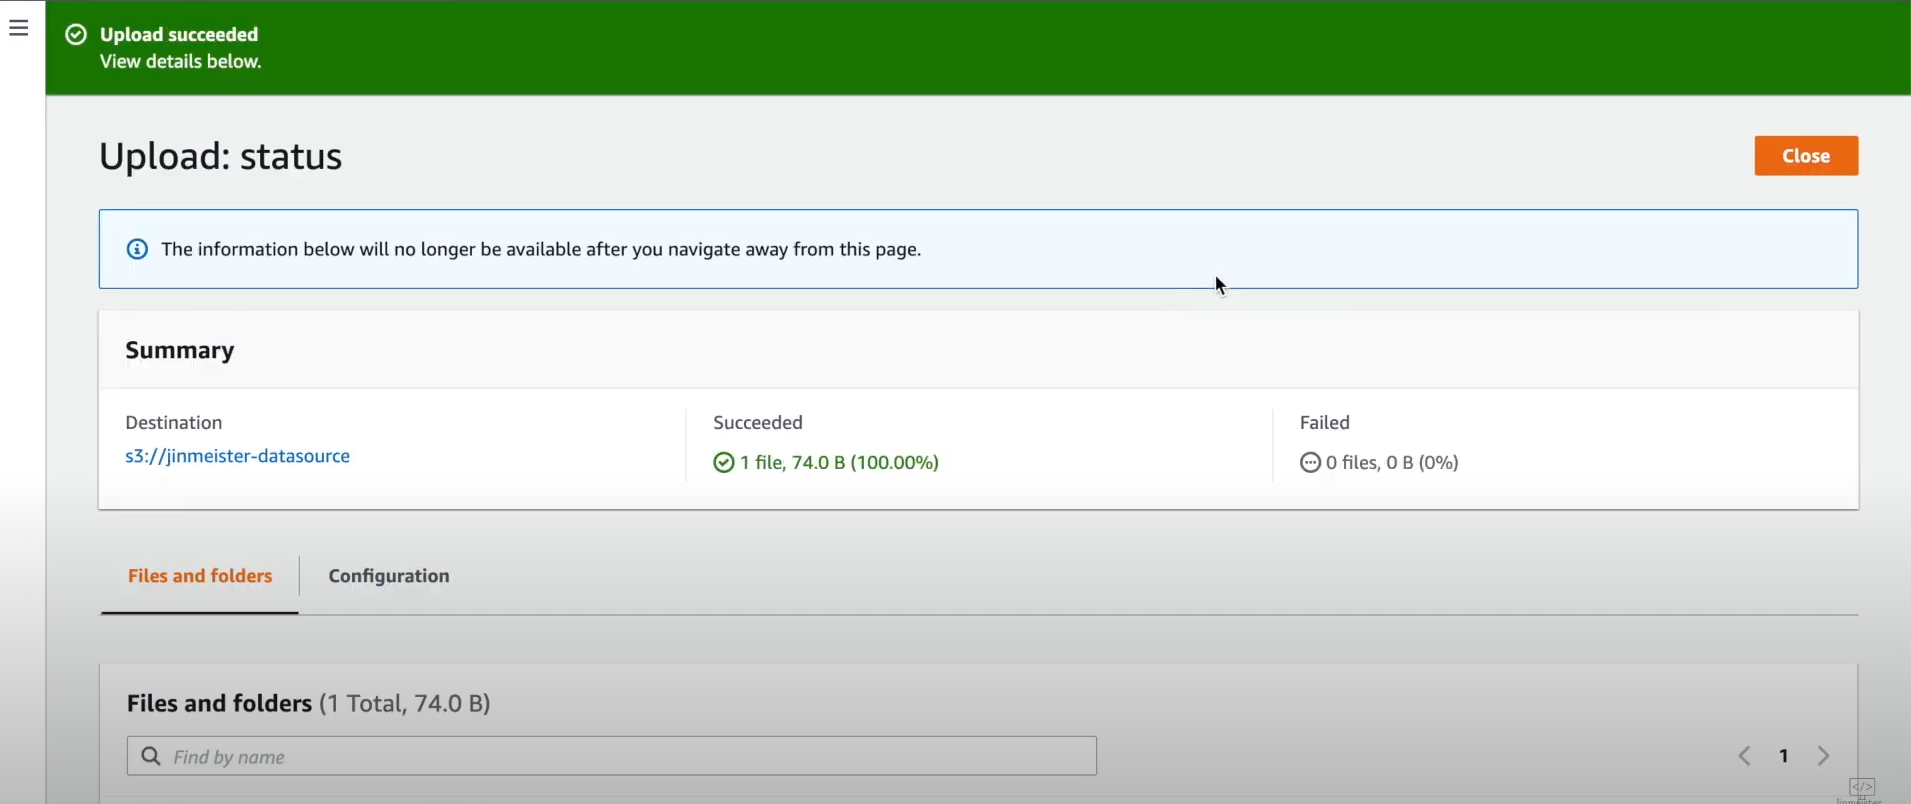 Upload succeeded
View details below.
Upload: status
Close
The information below will no longer be available after you navigate away from this page.
Summary
Destination
Succeeded
Failed
s3://jinmeister-datasource
1 file, 74.0 B (100.00%)
0 files, 0 B (0%)
Files and folders
Configuration
Files and folders (1 Total, 74.0 B)
Find by name
1